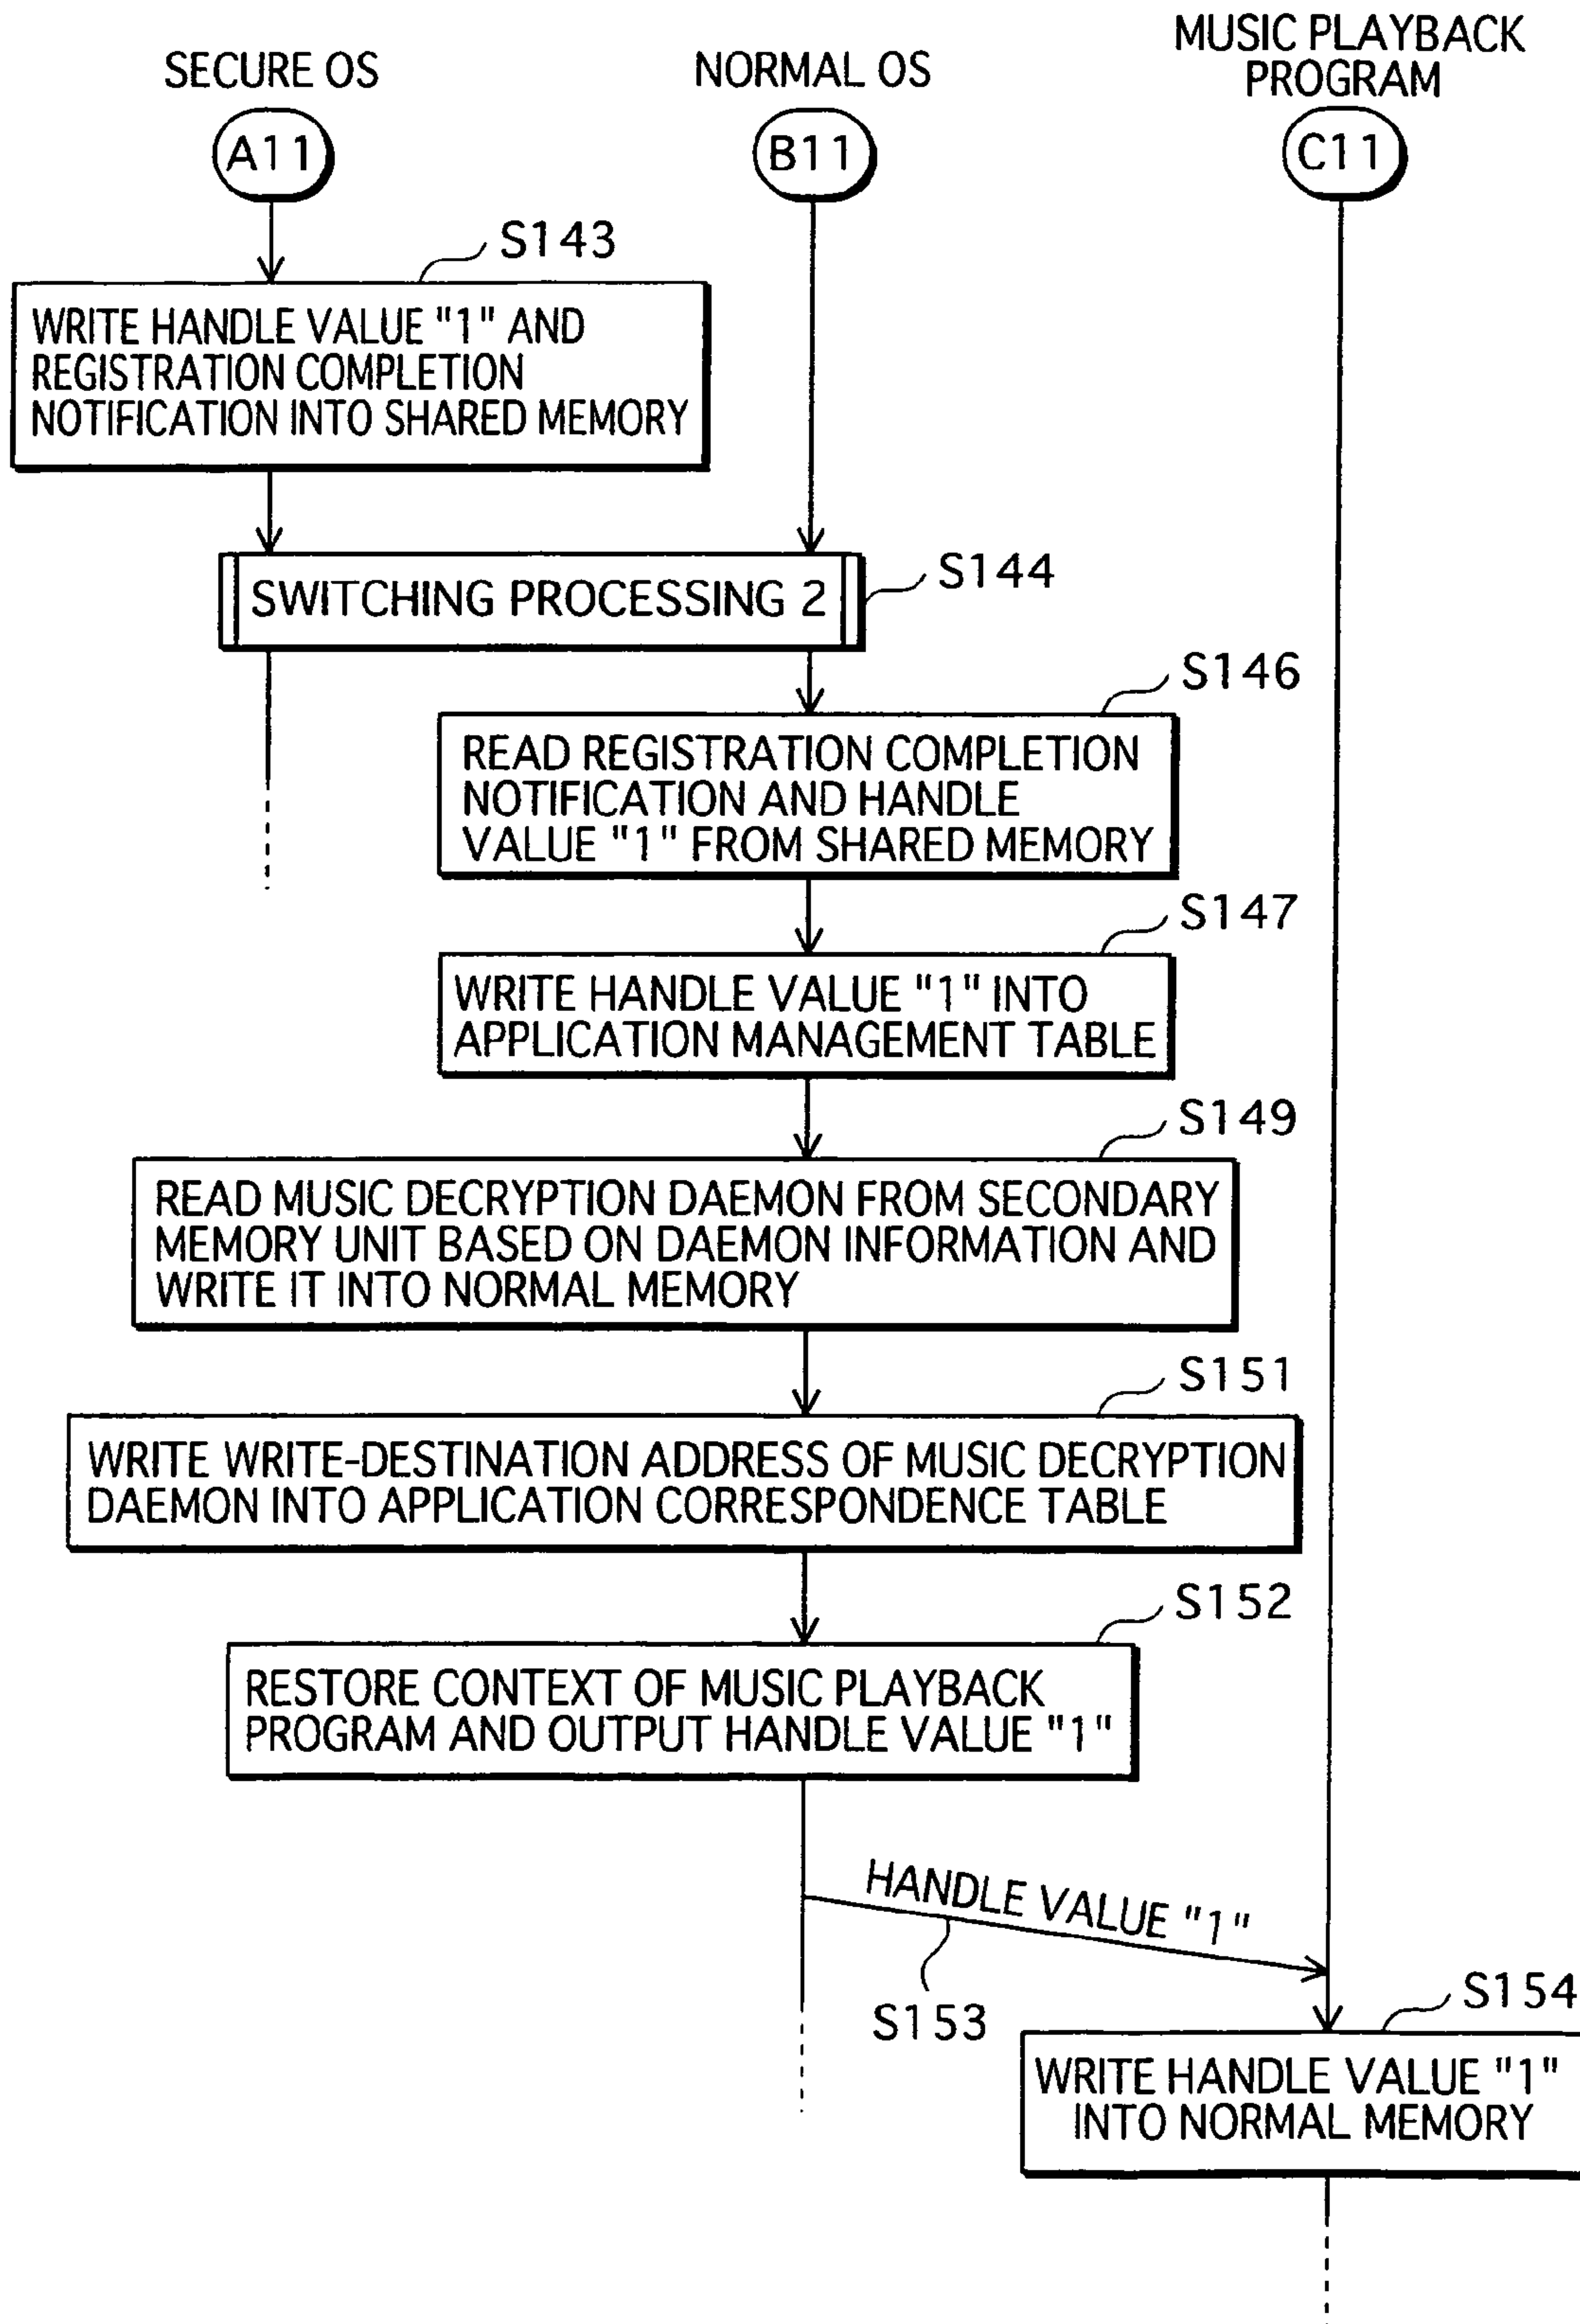 MUSIC PLAYBACK
PROGRAM
SECURE OS
NORMAL OS
A11
B11
C11
S143
WRITE HANDLE VALUE "1" AND
REGISTRATION COMPLETION
NOTIFICATION INTO SHARED MEMORY
SWITCHING PROCESSING 2
S144
S146
READ REGISTRATION COMPLETION
NOTIFICATION AND HANDLE
VALUE "1" FROM SHARED MEMORY
S147
WRITE HANDLE VALUE "1" INTO
APPLICATION MANAGEMENT TABLE
S149
READ MUSIC DECRYPTION DAEMON FROM SECONDARY
MEMORY UNIT BASED ON DAEMON INFORMATION AND
WRITE IT INTO NORMAL MEMORY
S151
WRITE WRITE-DESTINATION ADDRESS OF MUSIC DECRYPTION
DAEMON INTO APPLICATION CORRESPONDENCE TABLE
S152
RESTORE CONTEXT OF MUSIC PLAYBACK
PROGRAM AND OUTPUT HANDLE VALUE "1"
HANDLE VALUE "1"
S153
S154
WRITE HANDLE VALUE "1"
INTO NORMAL MEMORY